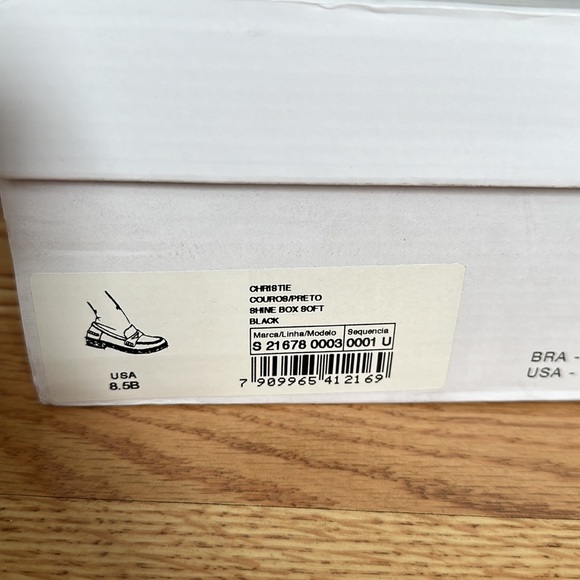 CHRISTIE
COUROS/PRETO
SHINE BOX SOFT
BLACK
Marca/Linha/Modelo Sequencia
S 21678 0003 0001 U
7 909965 412169
USA
8.5B
BRA -
USA -